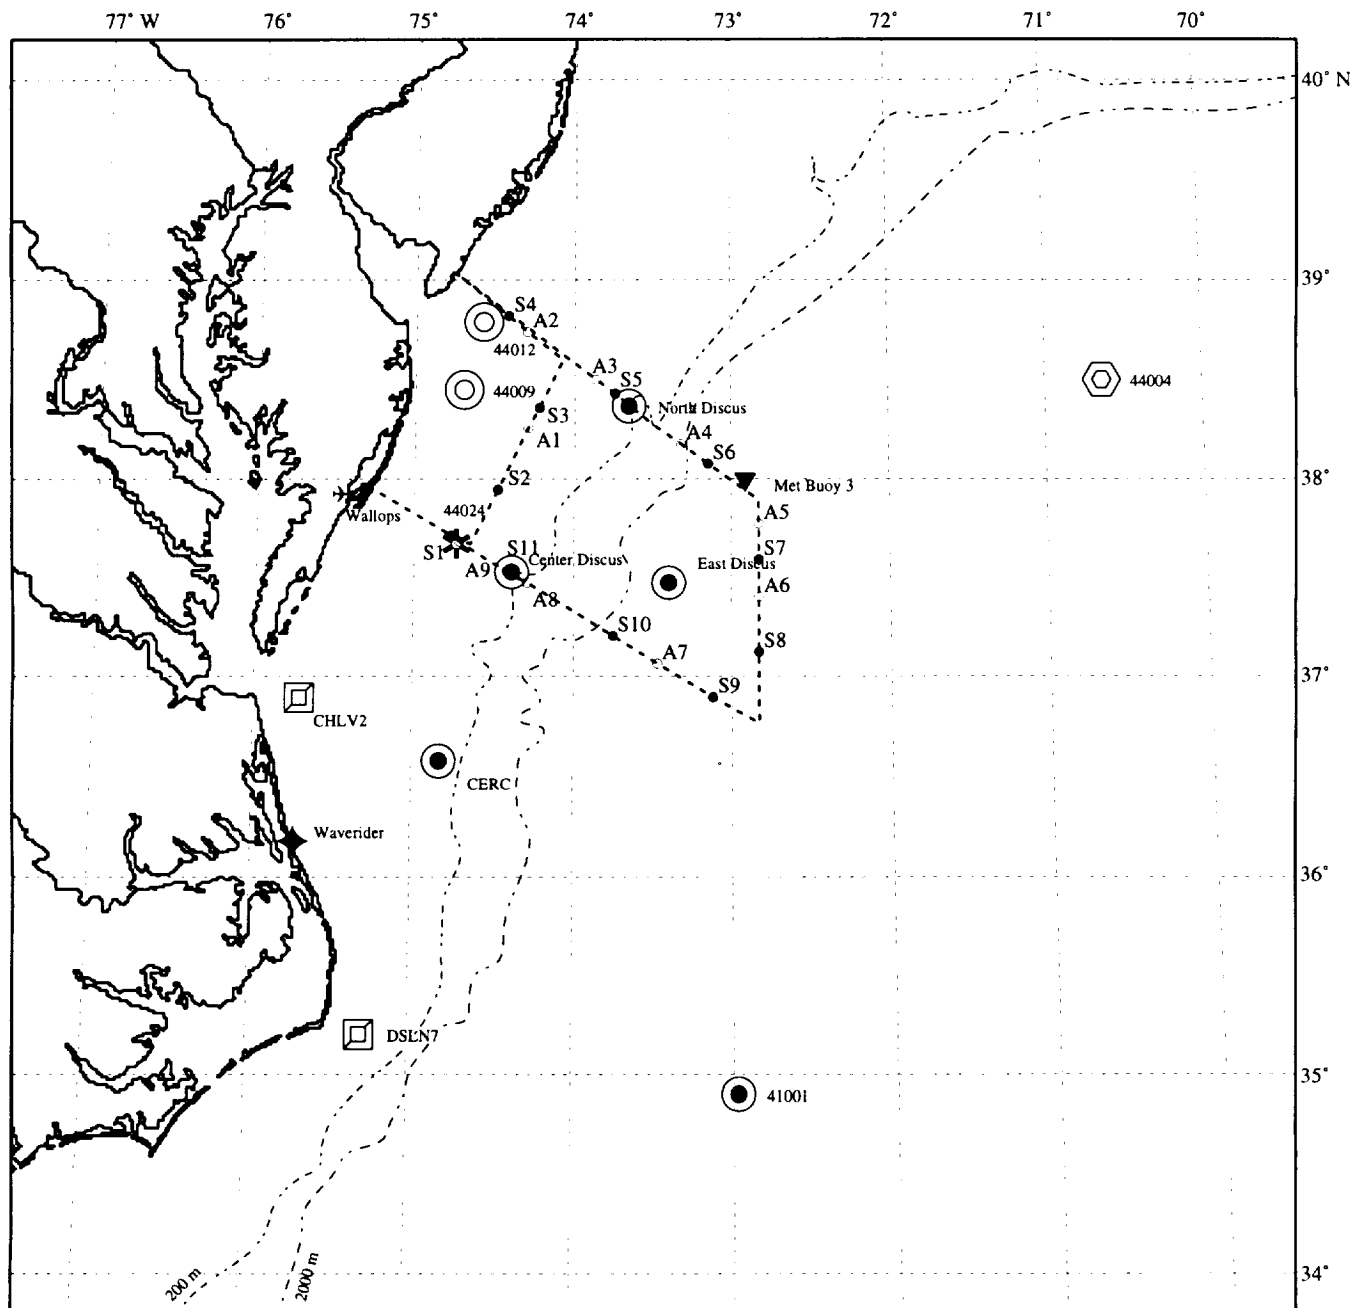 77° W 76° 75° 74° 73° 72° 71° 70°
40° N
39°
S4
A2
44012
A3
S5
44004
44009
North Discus
S3
A1
A4
S6
38°
S2
Met Buoy 3
44024
Wallops
A5
S1
S11
Center Discus
S7
A9
East Discus
A8
A6
S10
S8
A7
37°
S9
CHLV2
CERC
Waverider
36°
DSLN7
35°
41001
200 m
2000 m
34°